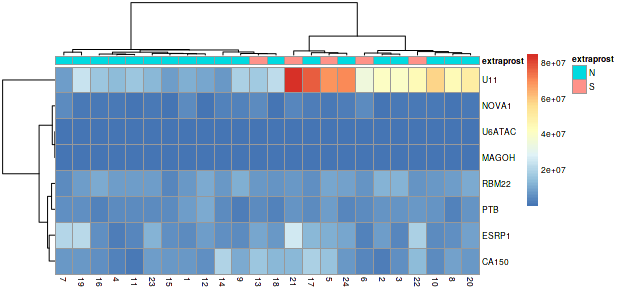 extraprost
U11
NOVA1
U6ATAC
MAGOH
RBM22
PTB
ESRP1
CA150
7 19 16 4 11 23 15 1 12 14 9 13 18 21 17 5 24 6 2 3 22 10 8 20
8e+07
6e+07
4e+07
2e+07
extraprost
N
S